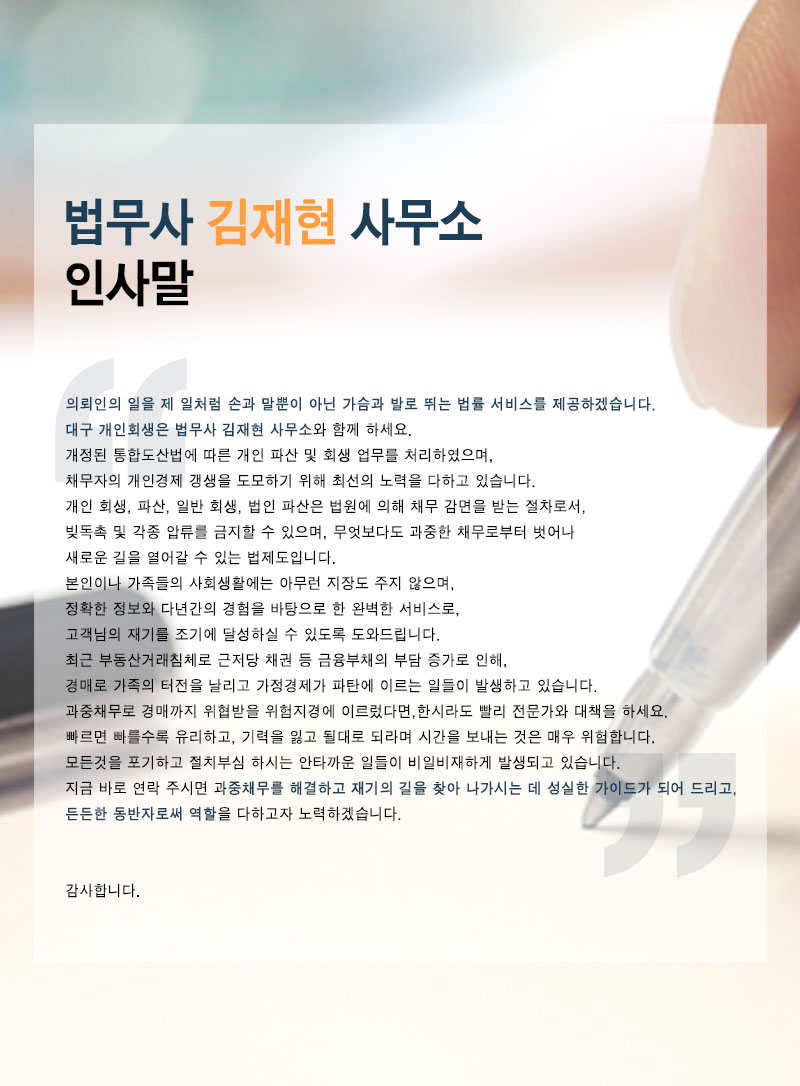 법무사 김재현 사무소
인사말
의뢰인의 일을 제 일처럼 손과 말뿐이 아닌 가슴과 발로 뛰는 법률 서비스를 제공하겠습니다.
대구 개인회생은 법무사 김재현 사무소와 함께 하세요.
개정된 통합도산법에 따른 개인 파산 및 회생 업무를 처리하였으며,
채무자의 개인경제 갱생을 도모하기 위해 최선의 노력을 다하고 있습니다.
개인 회생, 파산, 일반 회생, 법인 파산은 법원에 의해 채무 감면을 받는 절차로서,
빚독촉 및 각종 압류를 금지할 수 있으며, 무엇보다도 과중한 채무로부터 벗어나
새로운 길을 열어갈 수 있는 법제도입니다.
본인이나 가족들의 사회생활에는 아무런 지장도 주지 않으며,
정확한 정보와 다년간의 경험을 바탕으로 한 완벽한 서비스로,
고객님의 재기를 조기에 달성하실 수 있도록 도와드립니다.
최근 부동산거래침체로 근저당 채권 등 금융부채의 부담 증가로 인해,
경매로 가족의 터전을 날리고 가정경제가 파탄에 이르는 일들이 발생하고 있습니다.
과중채무로 경매까지 위협받을 위험지경에 이르렀다면,한시라도 빨리 전문가와 대책을 하세요.
빠르면 빠를수록 유리하고, 기력을 잃고 될대로 되라며 시간을 보내는 것은 매우 위험합니다.
모든것을 포기하고 절치부심 하시는 안타까운 일들이 비일비재하게 발생되고 있습니다.
지금 바로 연락 주시면 과중채무를 해결하고 재기의 길을 찾아 나가시는 데 성실한 가이드가 되어 드리고,
든든한 동반자로써 역할을 다하고자 노력하겠습니다.
감사합니다.